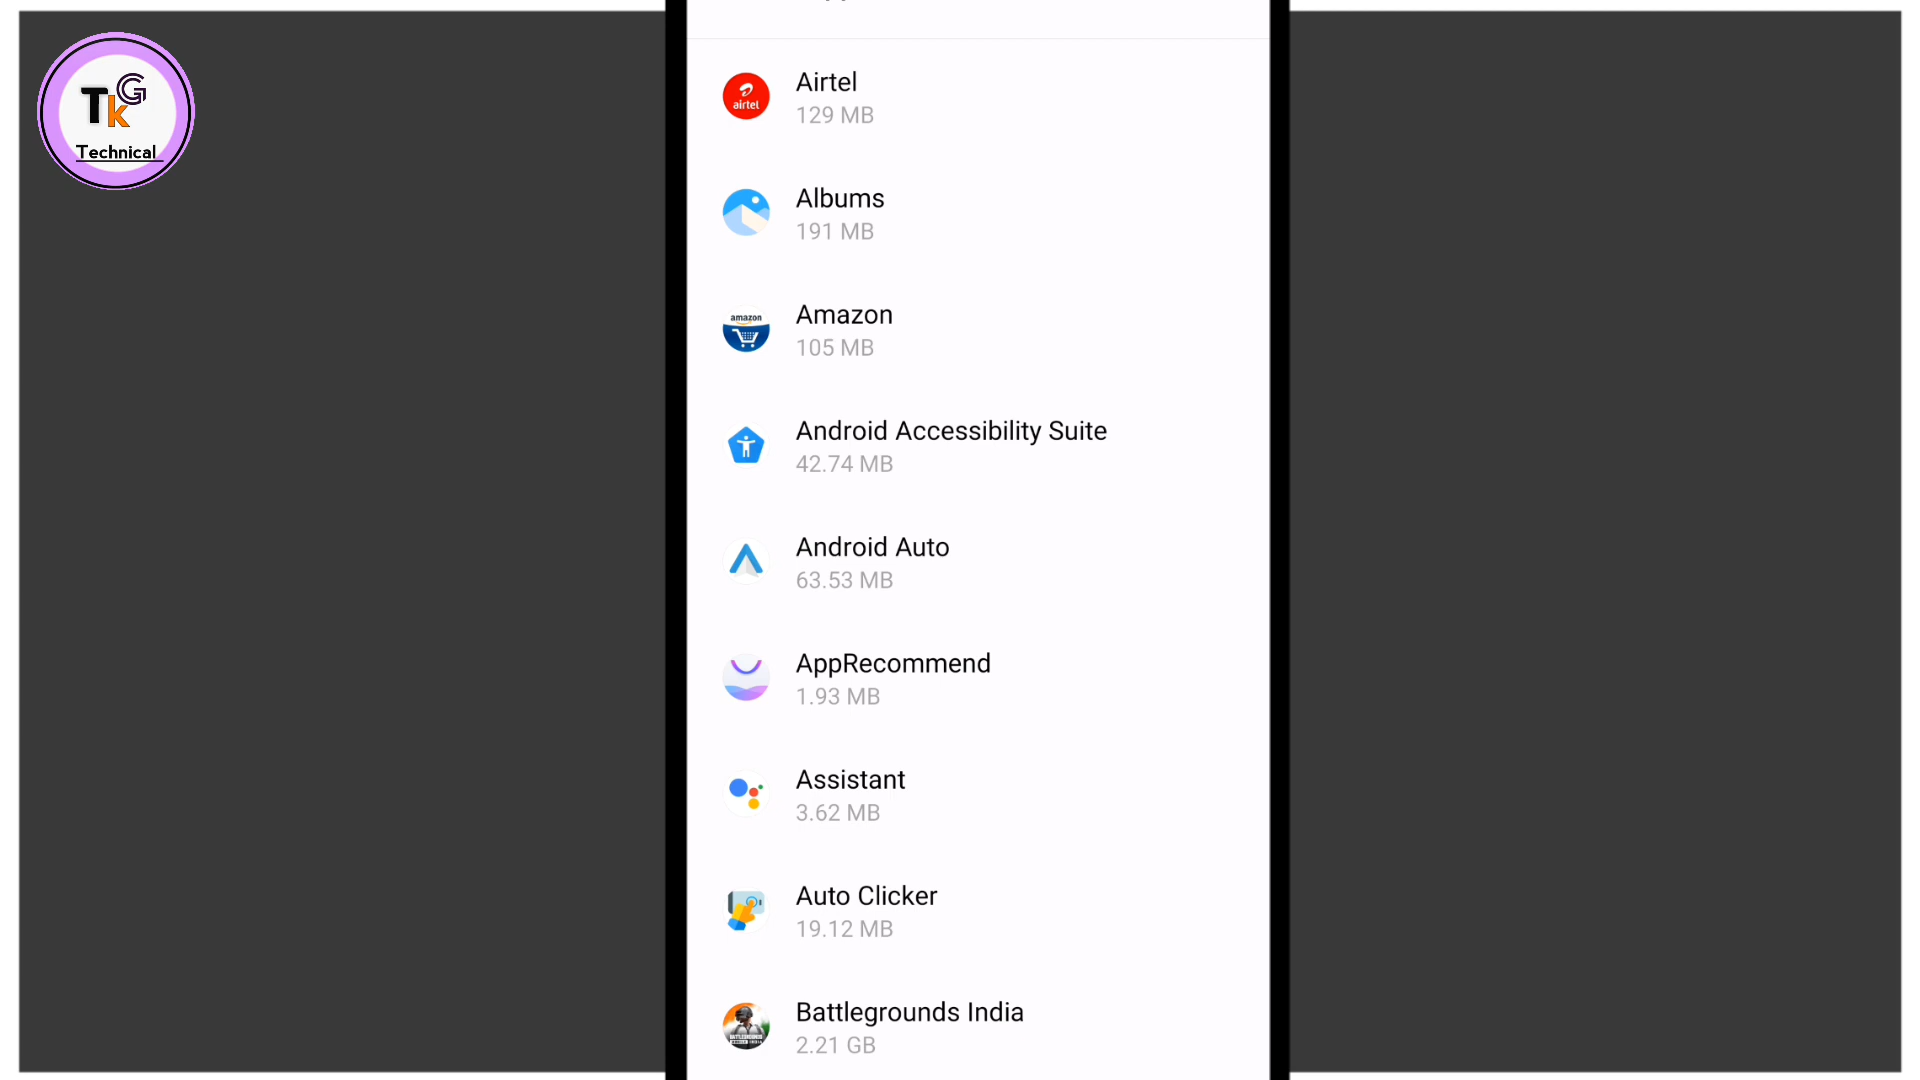 TkG
Technical
Airtel
129 MB
airtel
Albums
191 MB
amazon
Amazon
105 MB
Android Accessibility Suite
42.74 MB
Android Auto
63.53 MB
AppRecommend
1.93 MB
Assistant
3.62 MB
Auto Clicker
19.12 MB
Battlegrounds India
2.21 GB